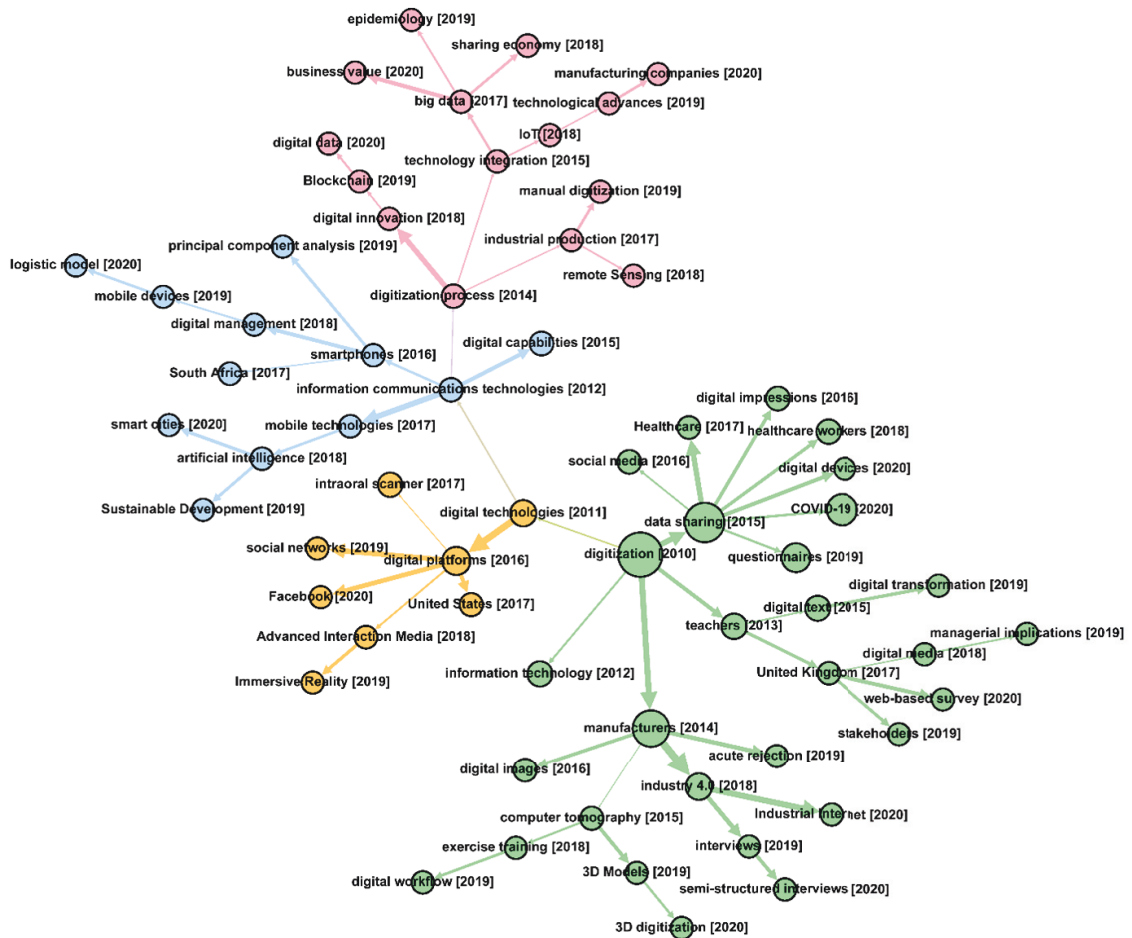 epidemiology [2019]
sharing economy [2018]
business value [2020]
manufacturing companies [2020]
big data [2017]
technological advances [2019]
IoT [2018]
digital data [2020]
technology integration [2015]
Blockchain [2019]
manual digitization [2019]
digital innovation [2018]
industrial production [2017]
principal component analysis [2019]
logistic model [2020]
remote Sensing [2018]
mobile devices [2019]
digitization process [2014]
digital management [2018]
digital capabilities [2015]
smartphones [2016]
South Africa [2017]
information communications technologies [2012]
digital impressions [2016]
smart cities [2020]
mobile technologies [2017]
Healthcare [2017]
healthcare workers [2018]
artificial intelligence [2018]
social media [2016]
digital devices [2020]
intraoral scanner [2017]
Sustainable Development [2019]
COVID-19 [2020]
digital technologies [2011]
data sharing [2015]
social networks [2019]
digitization [2010]
questionnaires [2019]
digital platforms [2016]
digital transformation [2019]
Facebook [2020]
United States [2017]
digital text [2015]
teachers [2013]
managerial implications [2019]
Advanced Interaction Media [2018]
digital media [2018]
information technology [2012]
United Kingdom [2017]
Immersive Reality [2019]
web-based survey [2020]
manufacturers [2014]
stakeholders [2019]
acute rejection [2019]
digital images [2016]
industry 4.0 [2018]
Industrial Internet [2020]
computer tomography [2015]
exercise training [2018]
interviews [2019]
3D Models [2019]
digital workflow [2019]
semi-structured interviews [2020]
3D digitization [2020]